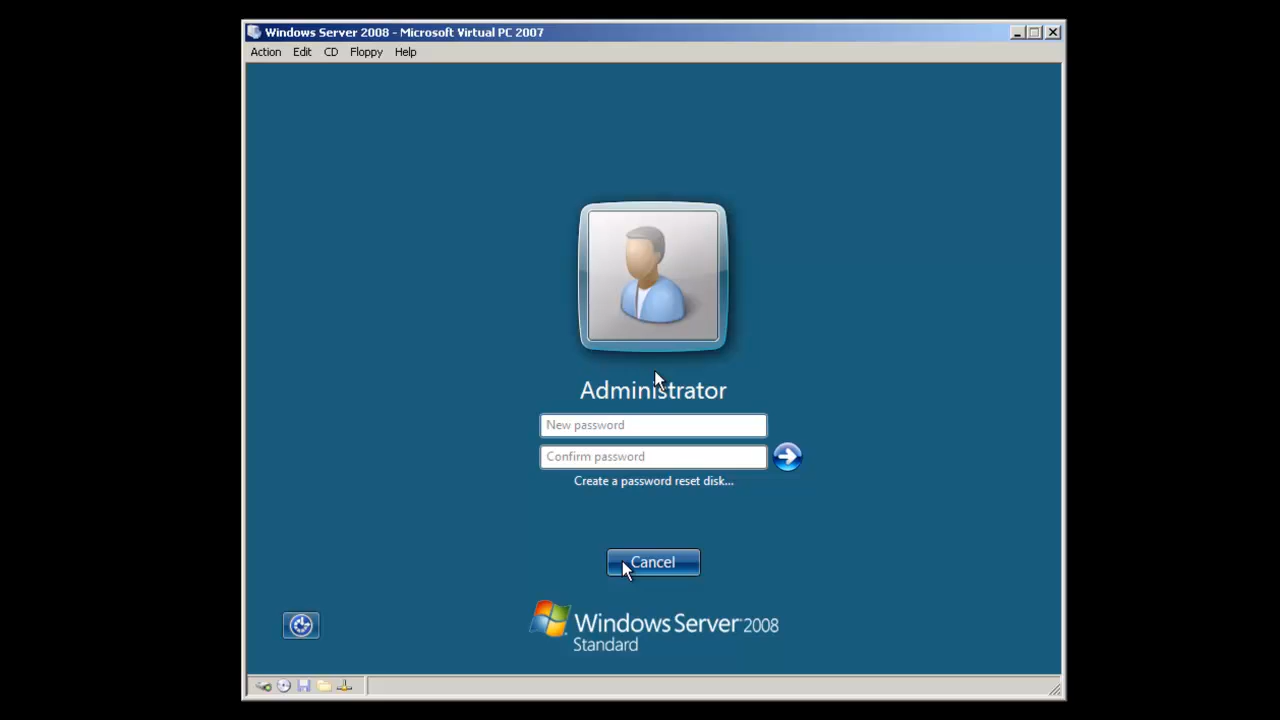 Windows Server 2008 - Microsoft Virtual PC 2007
Action Edit CD Floppy Help
Administrator
New password
Confirm password
Create a password reset disk...
Cancel
Windows Server 2008
Standard